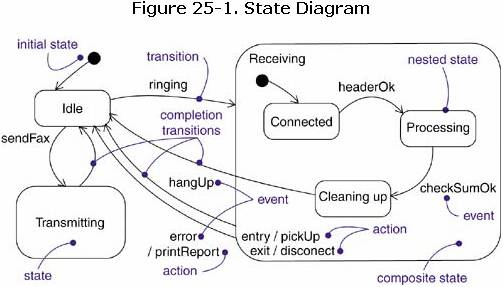 Figure 25-1. State Diagram
initial state
transition
Receiving
nested state
ringing
headerOk
Idle
Connected
Processing
completion
transitions
sendFax
hangUp
Cleaning up
checkSumOk
event
event
Transmitting
error
/ printReport
entry / pickUp
exit / disconect
action
state
action
composite state